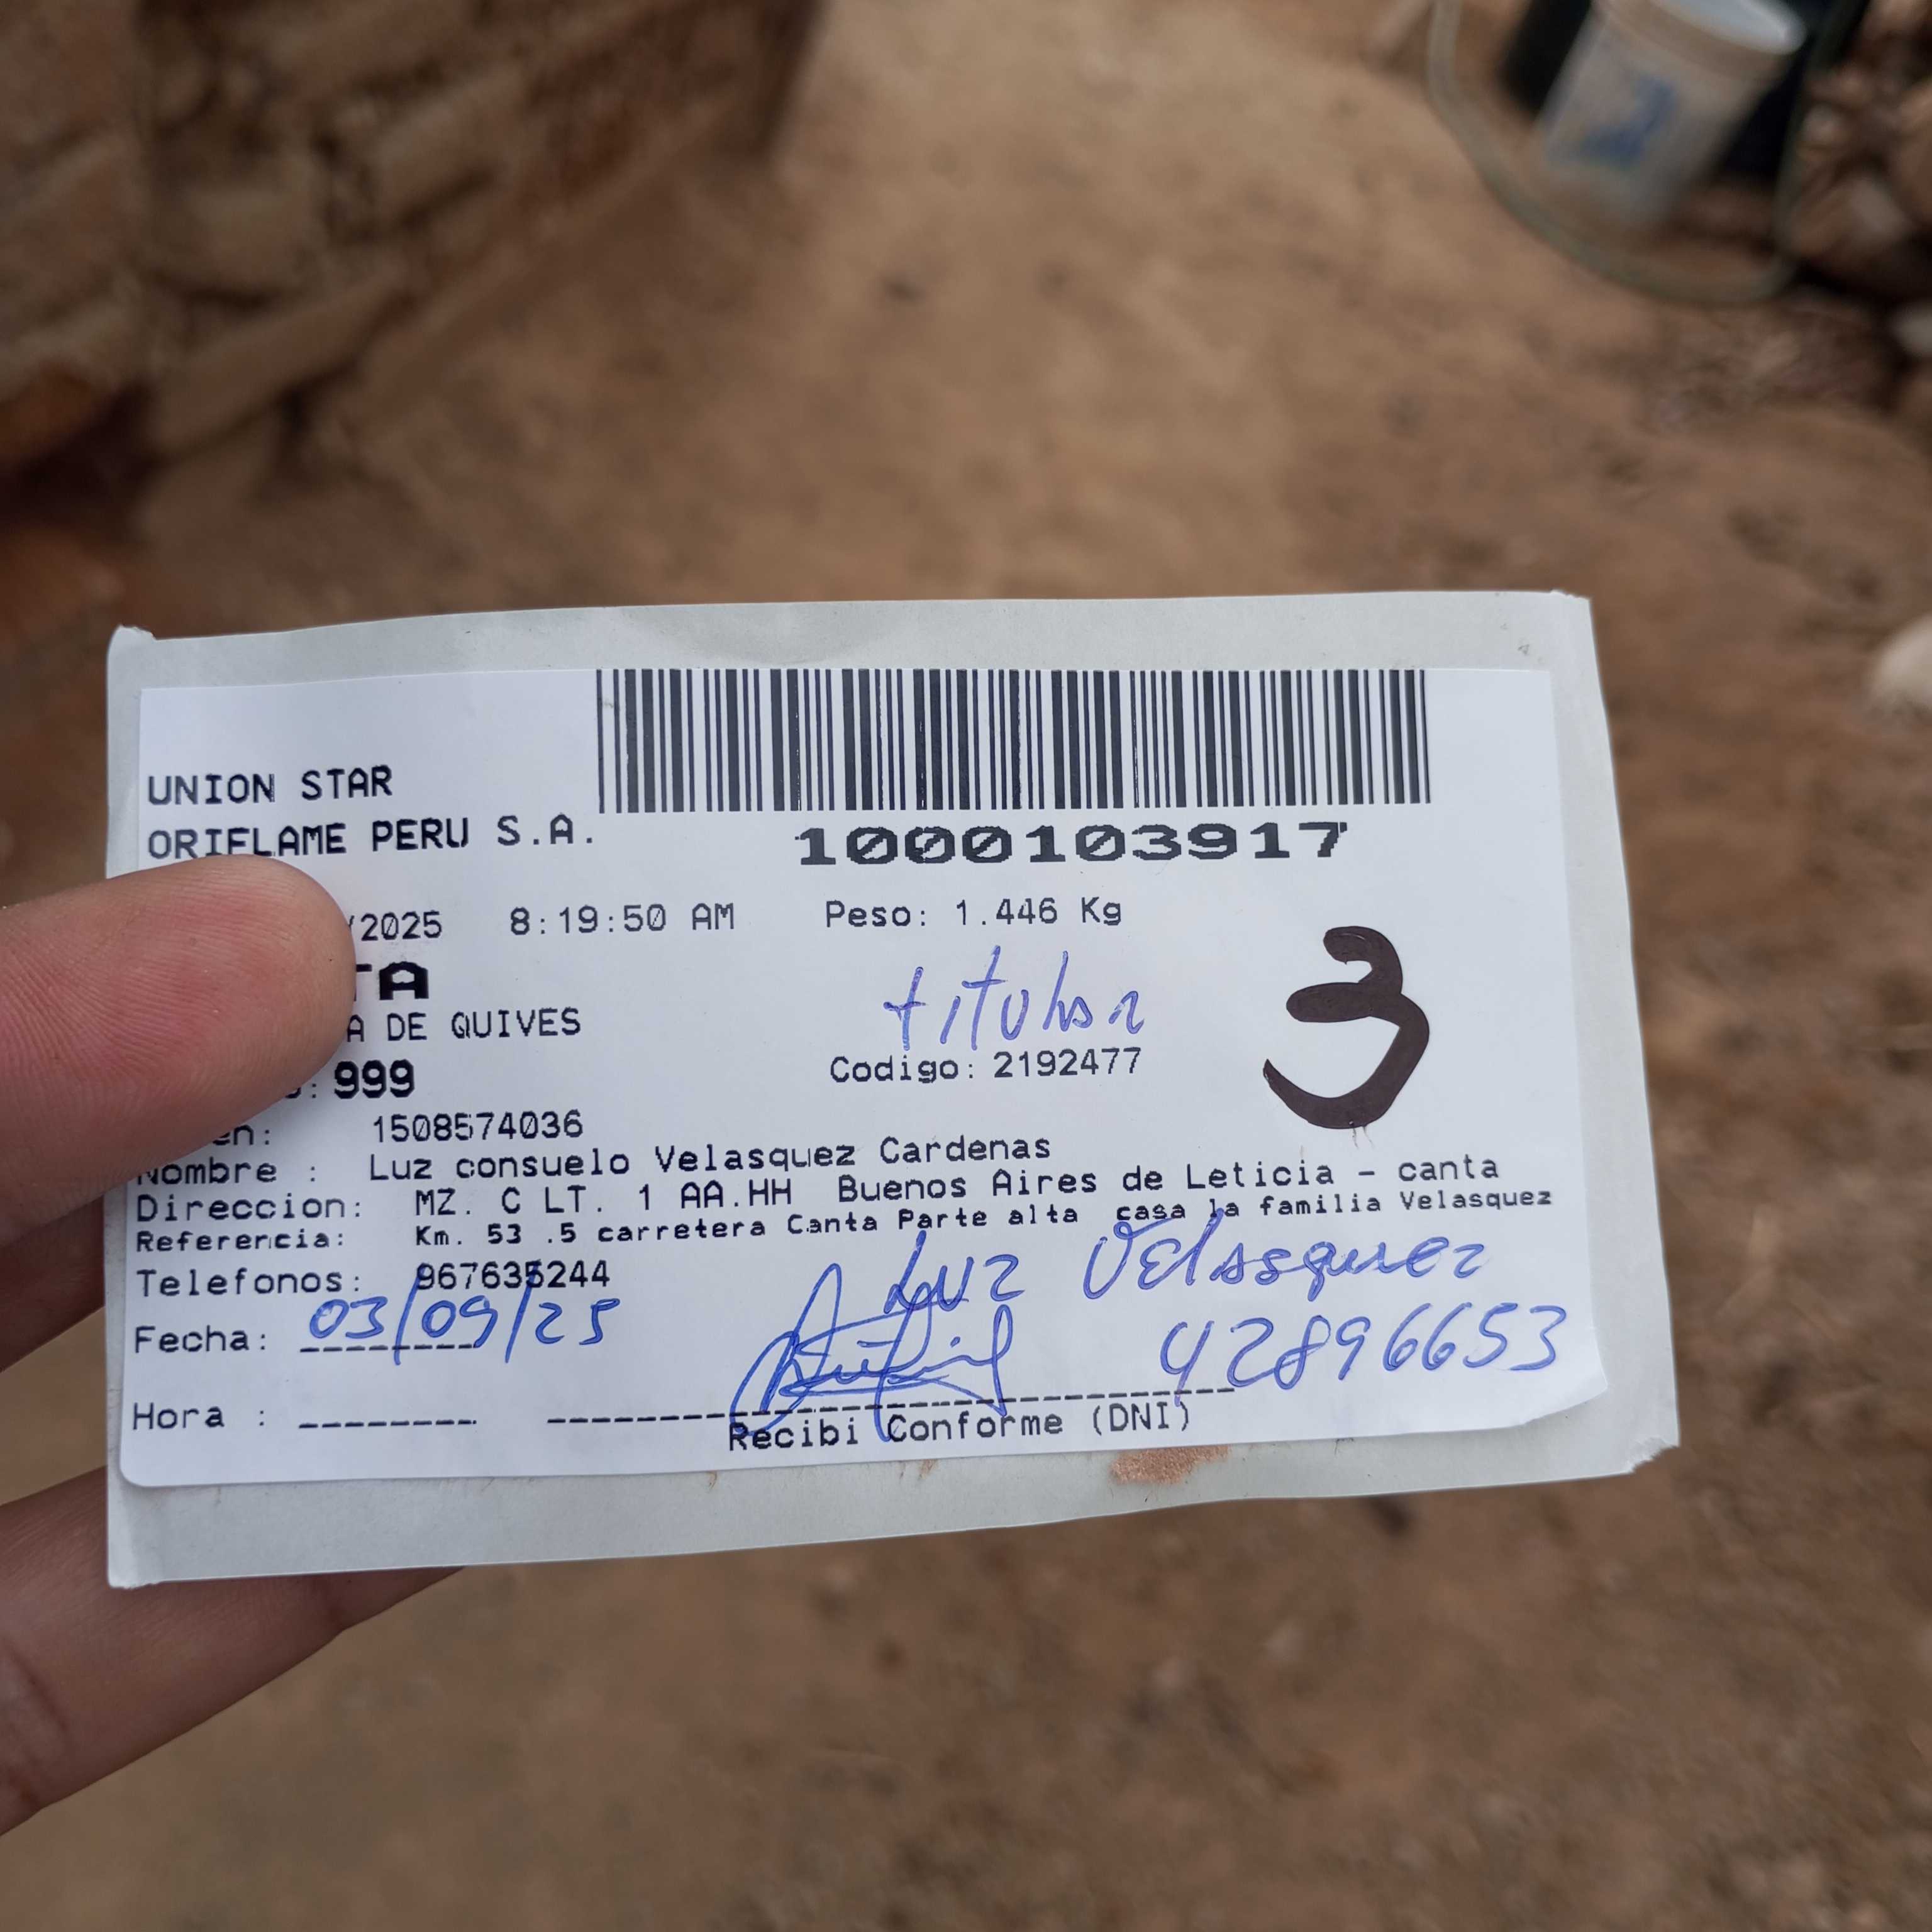 UNION STAR
ORIFLAME PERU S.A.
1000103917
/2025 8:19:50 AM Peso: 1.446 Kg
TA
titular
3
A DE QUIVES
: 999
Codigo: 2192477
en: 1508574036
Nombre : Luz consuelo Velasquez Cardenas
Direccion: MZ. C LT. 1 AA.HH Buenos Aires de Leticia - canta
Referencia: Km. 53 .5 carretera Canta Parte alta casa la familia Velasquez
Telefonos: 967635244
Luz Velasquez
Fecha: 03/09/25
42896653
Hora : --------
Recibi Conforme (DNI)